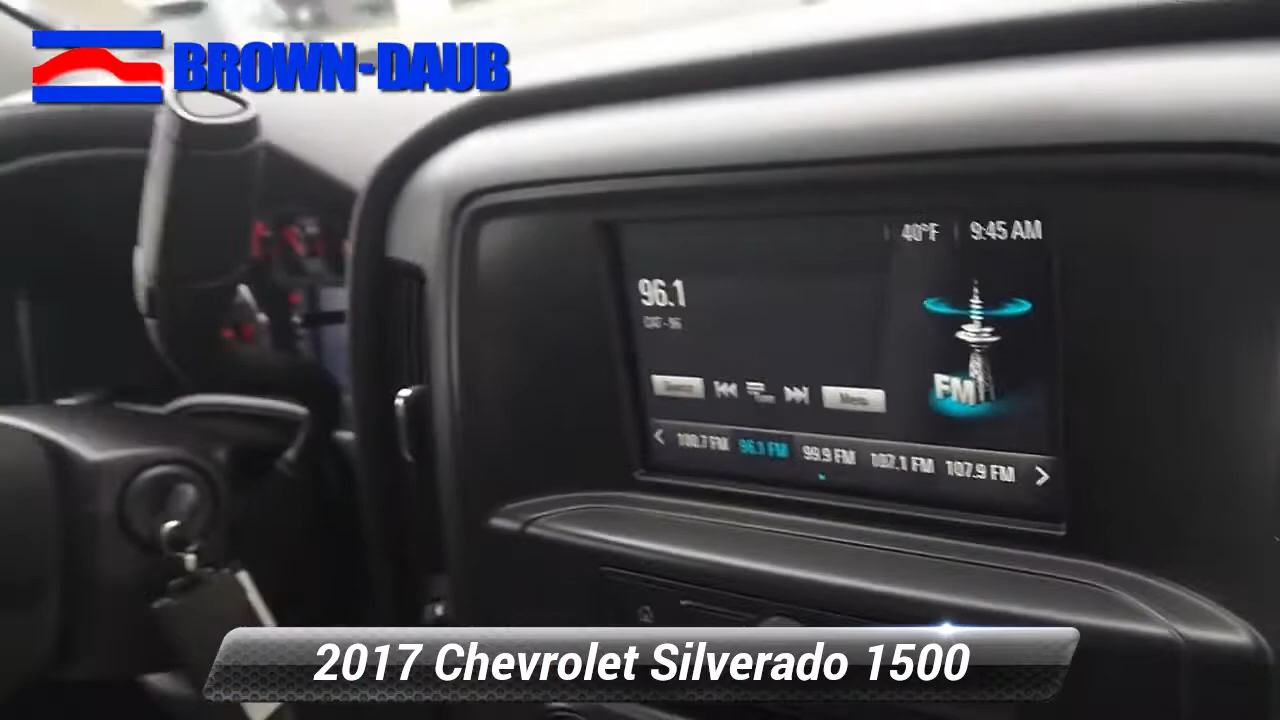 BROWN-DAUB
40°F 9:45 AM
96.1
FM
100.7 FM 96.1 FM 99.9 FM 107.1 FM 107.9 FM
2017 Chevrolet Silverado 1500